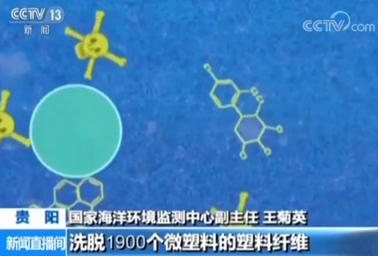 CCTV 13
新闻
CCTV.com
贵阳
国家海洋环境监测中心副主任 王菊英
新闻直播间
洗脱1900个微塑料的塑料纤维